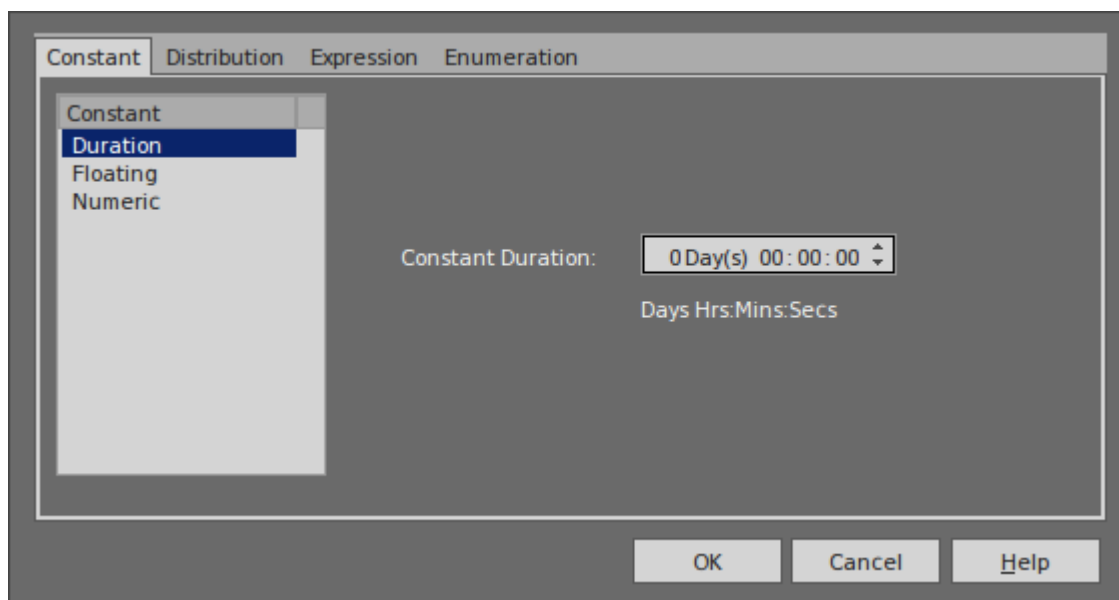 Constant Distribution Expression Enumeration
Constant
Duration
Floating
Numeric
Constant Duration: 0 Day(s) 00:00:00
Days Hrs:Mins:Secs
OK Cancel Help